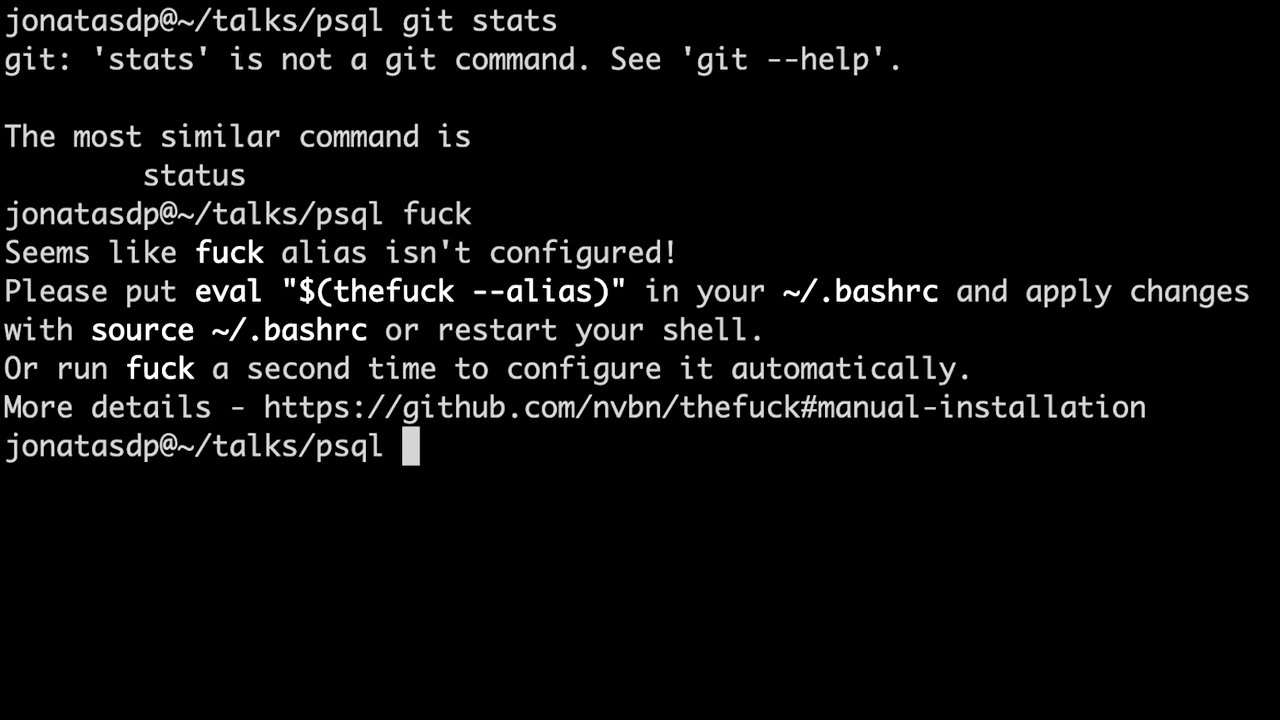 jonatasdp@~/talks/psql git stats
git: 'stats' is not a git command. See 'git --help'.
The most similar command is
status
jonatasdp@~/talks/psql fuck
Seems like fuck alias isn't configured!
Please put eval "$(thefuck --alias)" in your ~/.bashrc and apply changes
with source ~/.bashrc or restart your shell.
Or run fuck a second time to configure it automatically.
More details - https://github.com/nvbn/thefuck#manual-installation
jonatasdp@~/talks/psql